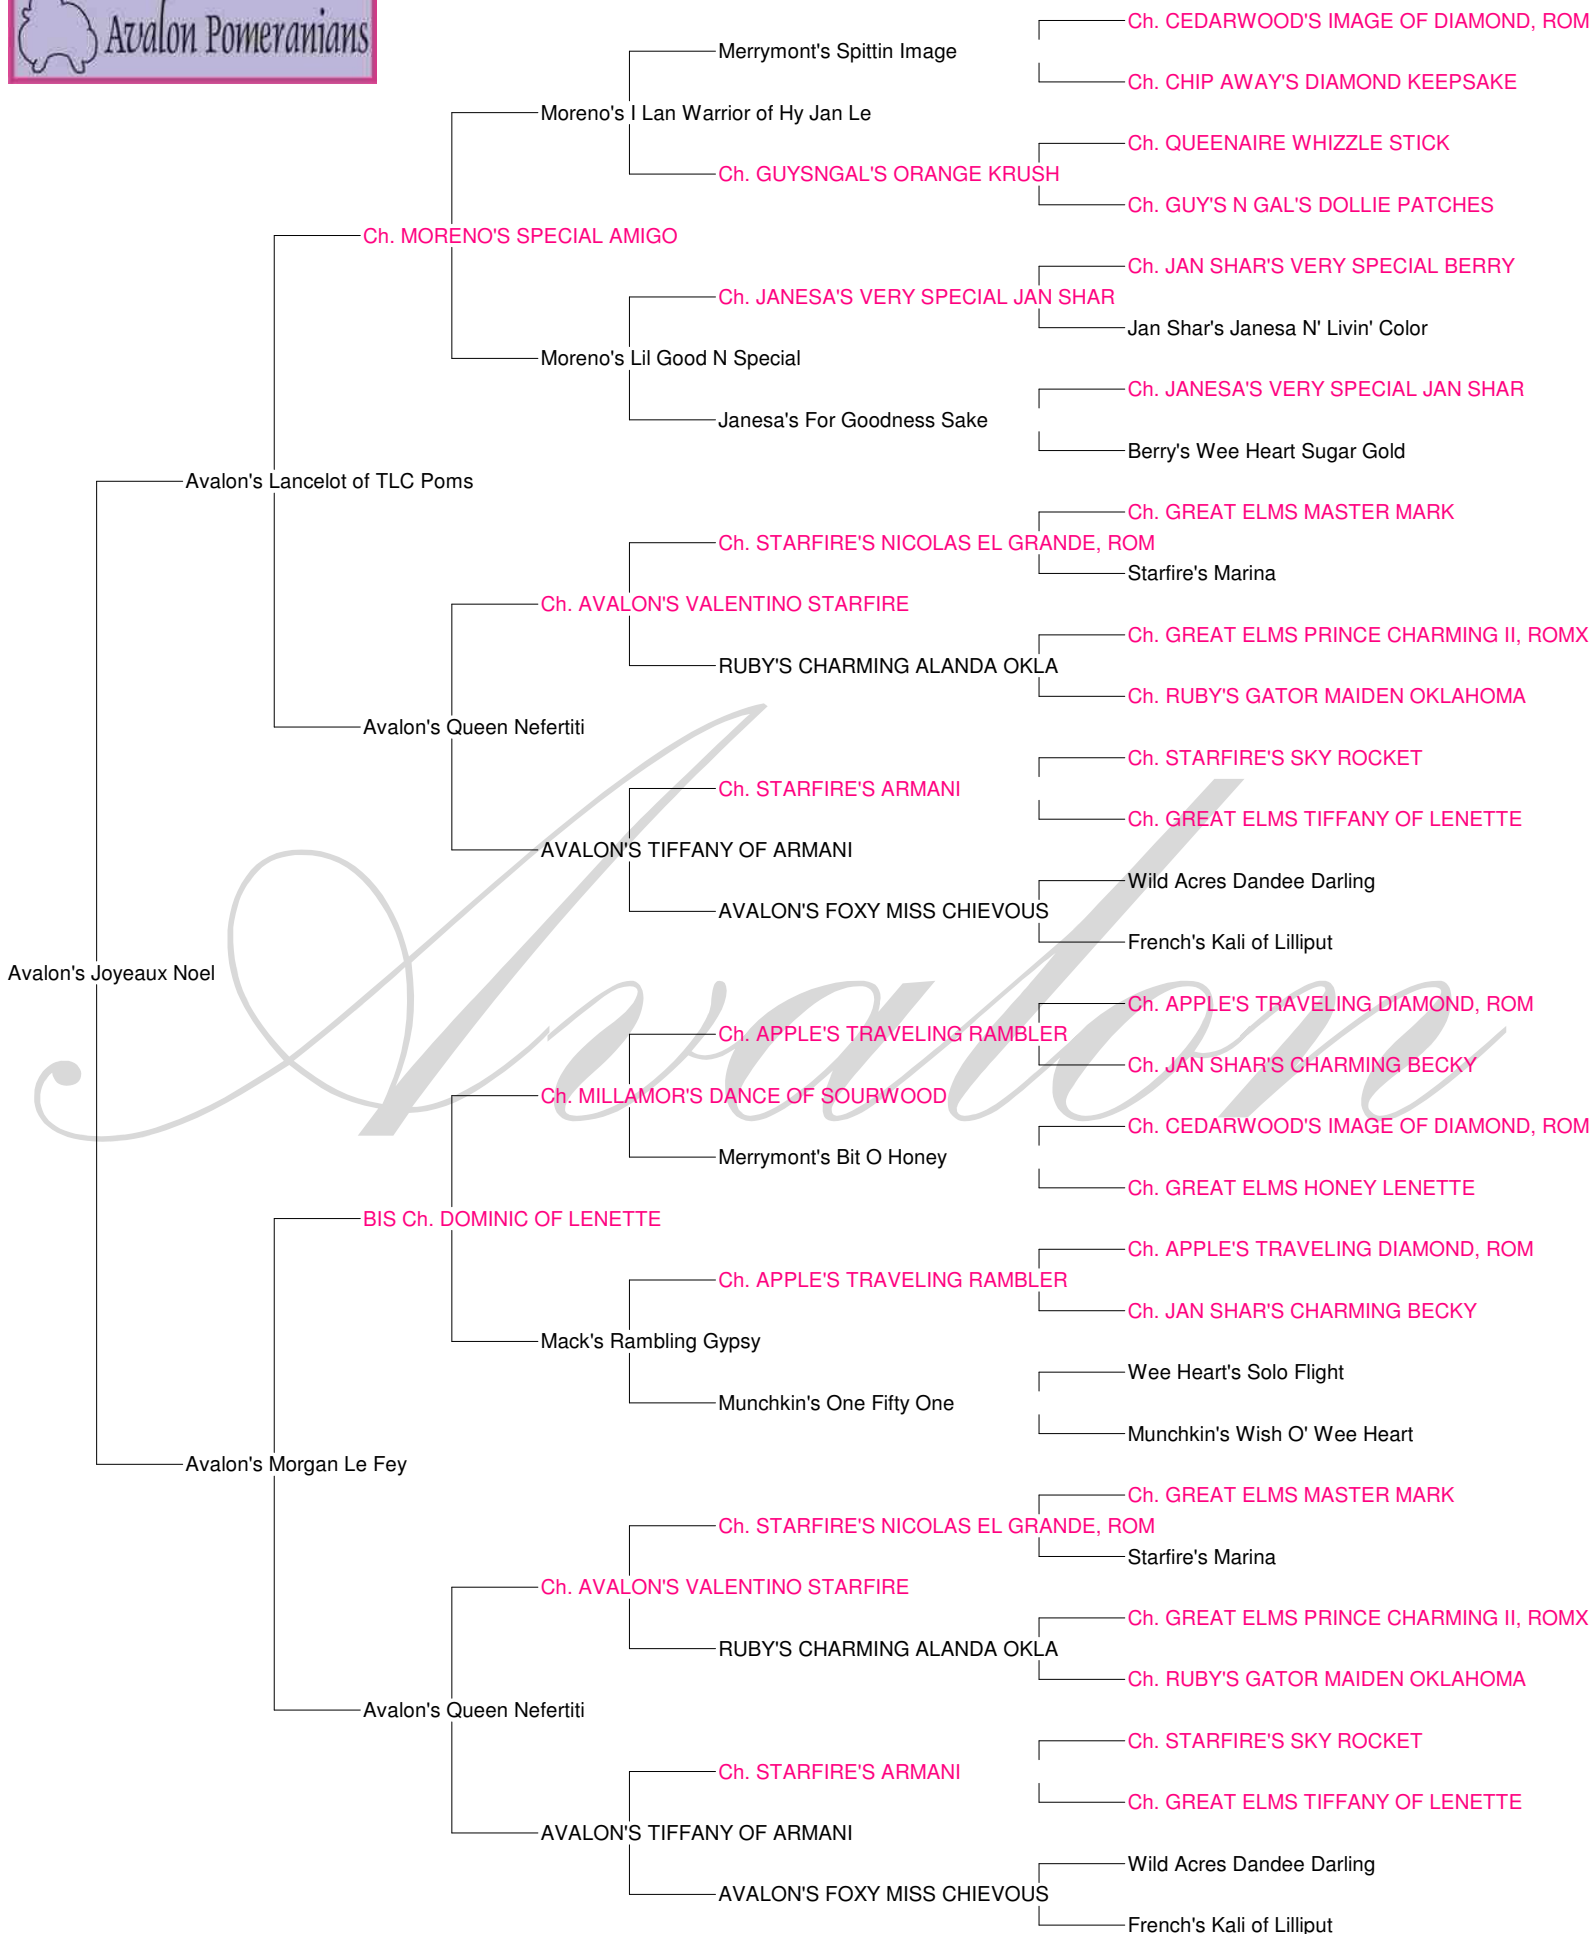 Avalon Pomeranians
Ch. CEDARWOOD'S IMAGE OF DIAMOND, ROM
Merrymont's Spittin Image
Ch. CHIP AWAY'S DIAMOND KEEPSAKE
Moreno's I Lan Warrior of Hy Jan Le
Ch. QUEENAIRE WHIZZLE STICK
Ch. GUYSNGAL'S ORANGE KRUSH
Ch. GUY'S N GAL'S DOLLIE PATCHES
Ch. MORENO'S SPECIAL AMIGO
Ch. JAN SHAR'S VERY SPECIAL BERRY
Ch. JANESA'S VERY SPECIAL JAN SHAR
Jan Shar's Janesa N' Livin' Color
Moreno's Lil Good N Special
Ch. JANESA'S VERY SPECIAL JAN SHAR
Janesa's For Goodness Sake
Berry's Wee Heart Sugar Gold
Avalon's Lancelot of TLC Poms
Ch. GREAT ELMS MASTER MARK
Ch. STARFIRE'S NICOLAS EL GRANDE, ROM
Starfire's Marina
Ch. AVALON'S VALENTINO STARFIRE
Ch. GREAT ELMS PRINCE CHARMING II, ROMX
RUBY'S CHARMING ALANDA OKLA
Ch. RUBY'S GATOR MAIDEN OKLAHOMA
Avalon's Queen Nefertiti
Ch. STARFIRE'S SKY ROCKET
Ch. STARFIRE'S ARMANI
Ch. GREAT ELMS TIFFANY OF LENETTE
AVALON'S TIFFANY OF ARMANI
Wild Acres Dandee Darling
AVALON'S FOXY MISS CHIEVOUS
French's Kali of Lilliput
Avalon's Joyeaux Noel
Avalon
Ch. APPLE'S TRAVELING DIAMOND, ROM
Ch. APPLE'S TRAVELING RAMBLER
Ch. JAN SHAR'S CHARMING BECKY
Ch. MILLAMOR'S DANCE OF SOURWOOD
Ch. CEDARWOOD'S IMAGE OF DIAMOND, ROM
Merrymont's Bit O Honey
Ch. GREAT ELMS HONEY LENETTE
BIS Ch. DOMINIC OF LENETTE
Ch. APPLE'S TRAVELING DIAMOND, ROM
Ch. APPLE'S TRAVELING RAMBLER
Ch. JAN SHAR'S CHARMING BECKY
Mack's Rambling Gypsy
Wee Heart's Solo Flight
Munchkin's One Fifty One
Munchkin's Wish O' Wee Heart
Avalon's Morgan Le Fey
Ch. GREAT ELMS MASTER MARK
Ch. STARFIRE'S NICOLAS EL GRANDE, ROM
Starfire's Marina
Ch. AVALON'S VALENTINO STARFIRE
Ch. GREAT ELMS PRINCE CHARMING II, ROMX
RUBY'S CHARMING ALANDA OKLA
Ch. RUBY'S GATOR MAIDEN OKLAHOMA
Avalon's Queen Nefertiti
Ch. STARFIRE'S SKY ROCKET
Ch. STARFIRE'S ARMANI
Ch. GREAT ELMS TIFFANY OF LENETTE
AVALON'S TIFFANY OF ARMANI
Wild Acres Dandee Darling
AVALON'S FOXY MISS CHIEVOUS
French's Kali of Lilliput